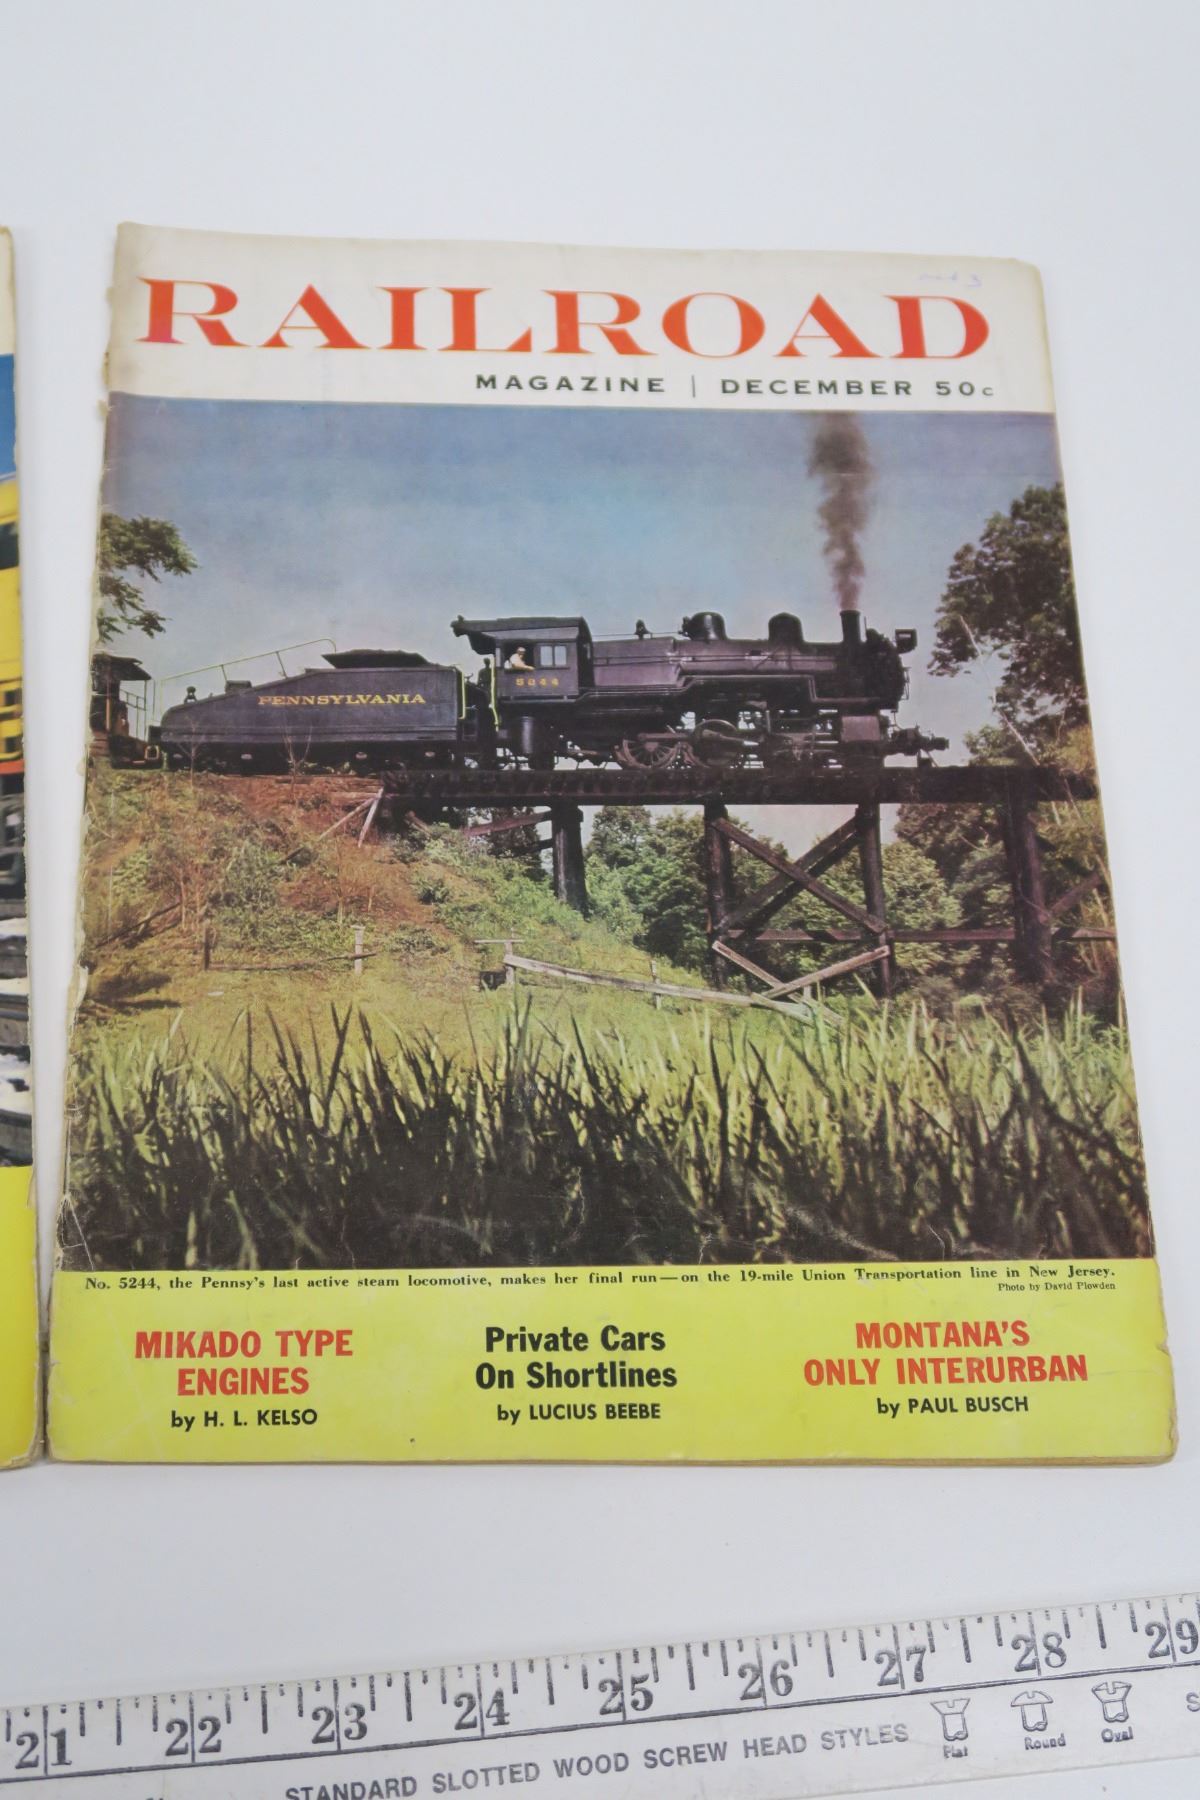 RAILROAD
MAGAZINE | DECEMBER 50c
PENNSYLVANIA
5244
No. 5244, the Pennsy's last active steam locomotive, makes her final run — on the 19-mile Union Transportation line in New Jersey.
Photo by David Plowden
MIKADO TYPE
ENGINES
by H. L. KELSO
Private Cars
On Shortlines
by LUCIUS BEEBE
MONTANA'S
ONLY INTERURBAN
by PAUL BUSCH
21 22 23 24 25 26 27 28 29
STANDARD SLOTTED WOOD SCREW HEAD STYLES
Flat Round Oval